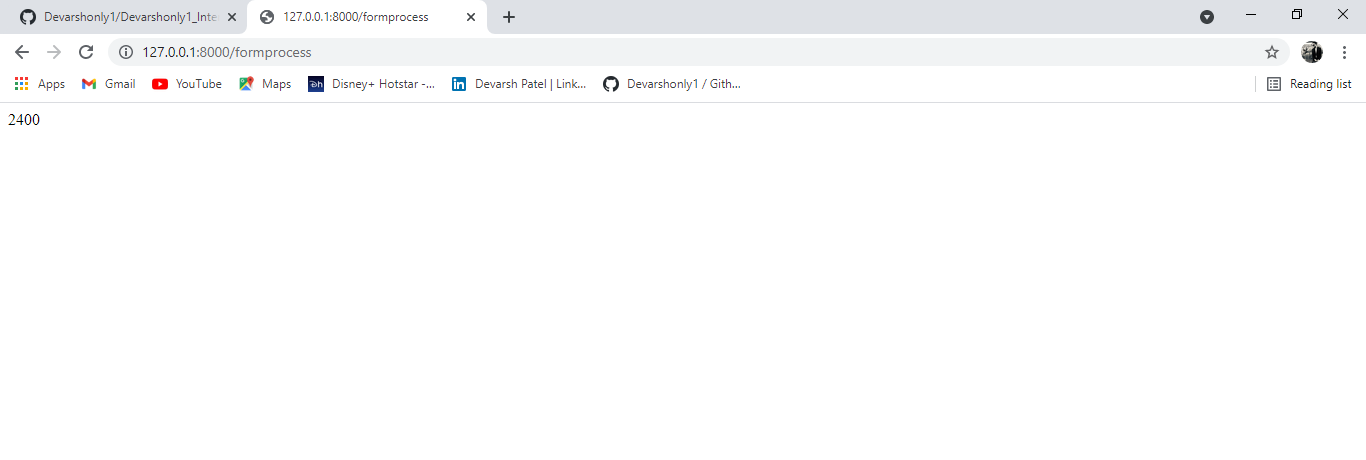 Devarshonly1/Devarshonly1_Inte
127.0.0.1:8000/formprocess
127.0.0.1:8000/formprocess
Apps Gmail YouTube Maps Disney+ Hotstar -... Devarsh Patel | Link... Devarshonly1 / Gith... Reading list
2400